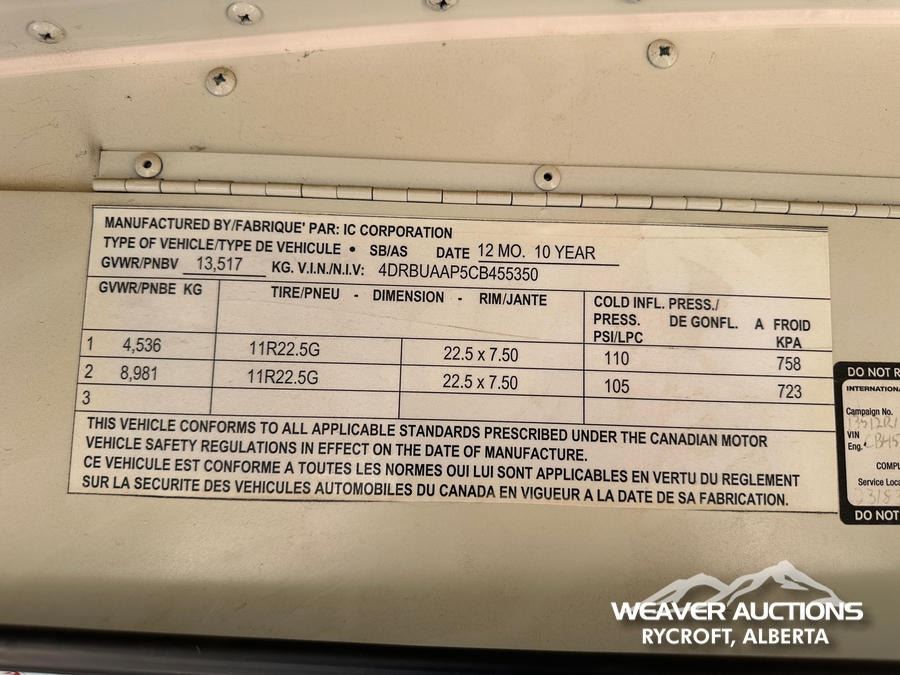 MANUFACTURED BY/FABRIQUE' PAR: IC CORPORATION
TYPE OF VEHICLE/TYPE DE VEHICULE • SB/AS DATE 12 MO. 10 YEAR
GVWR/PNBV 13,517 KG. V.I.N./N.I.V: 4DRBUAAP5CB455350
GVWR/PNBE KG TIRE/PNEU - DIMENSION - RIM/JANTE COLD INFL. PRESS./
PRESS. DE GONFL. A FROID
PSI/LPC KPA
1 4,536 11R22.5G 22.5 x 7.50 110 758
2 8,981 11R22.5G 22.5 x 7.50 105 723
3
THIS VEHICLE CONFORMS TO ALL APPLICABLE STANDARDS PRESCRIBED UNDER THE CANADIAN MOTOR
VEHICLE SAFETY REGULATIONS IN EFFECT ON THE DATE OF MANUFACTURE.
CE VEHICULE EST CONFORME A TOUTES LES NORMES QUI LUI SONT APPLICABLES EN VERTU DU REGLEMENT
SUR LA SECURITE DES VEHICULES AUTOMOBILES DU CANADA EN VIGUEUR A LA DATE DE SA FABRICATION.
DO NOT R
INTERNATION
Campaign No.
VIN
Eng.
COMPL
Service Loca
DO NOT
WEAVER AUCTIONS
RYCROFT, ALBERTA